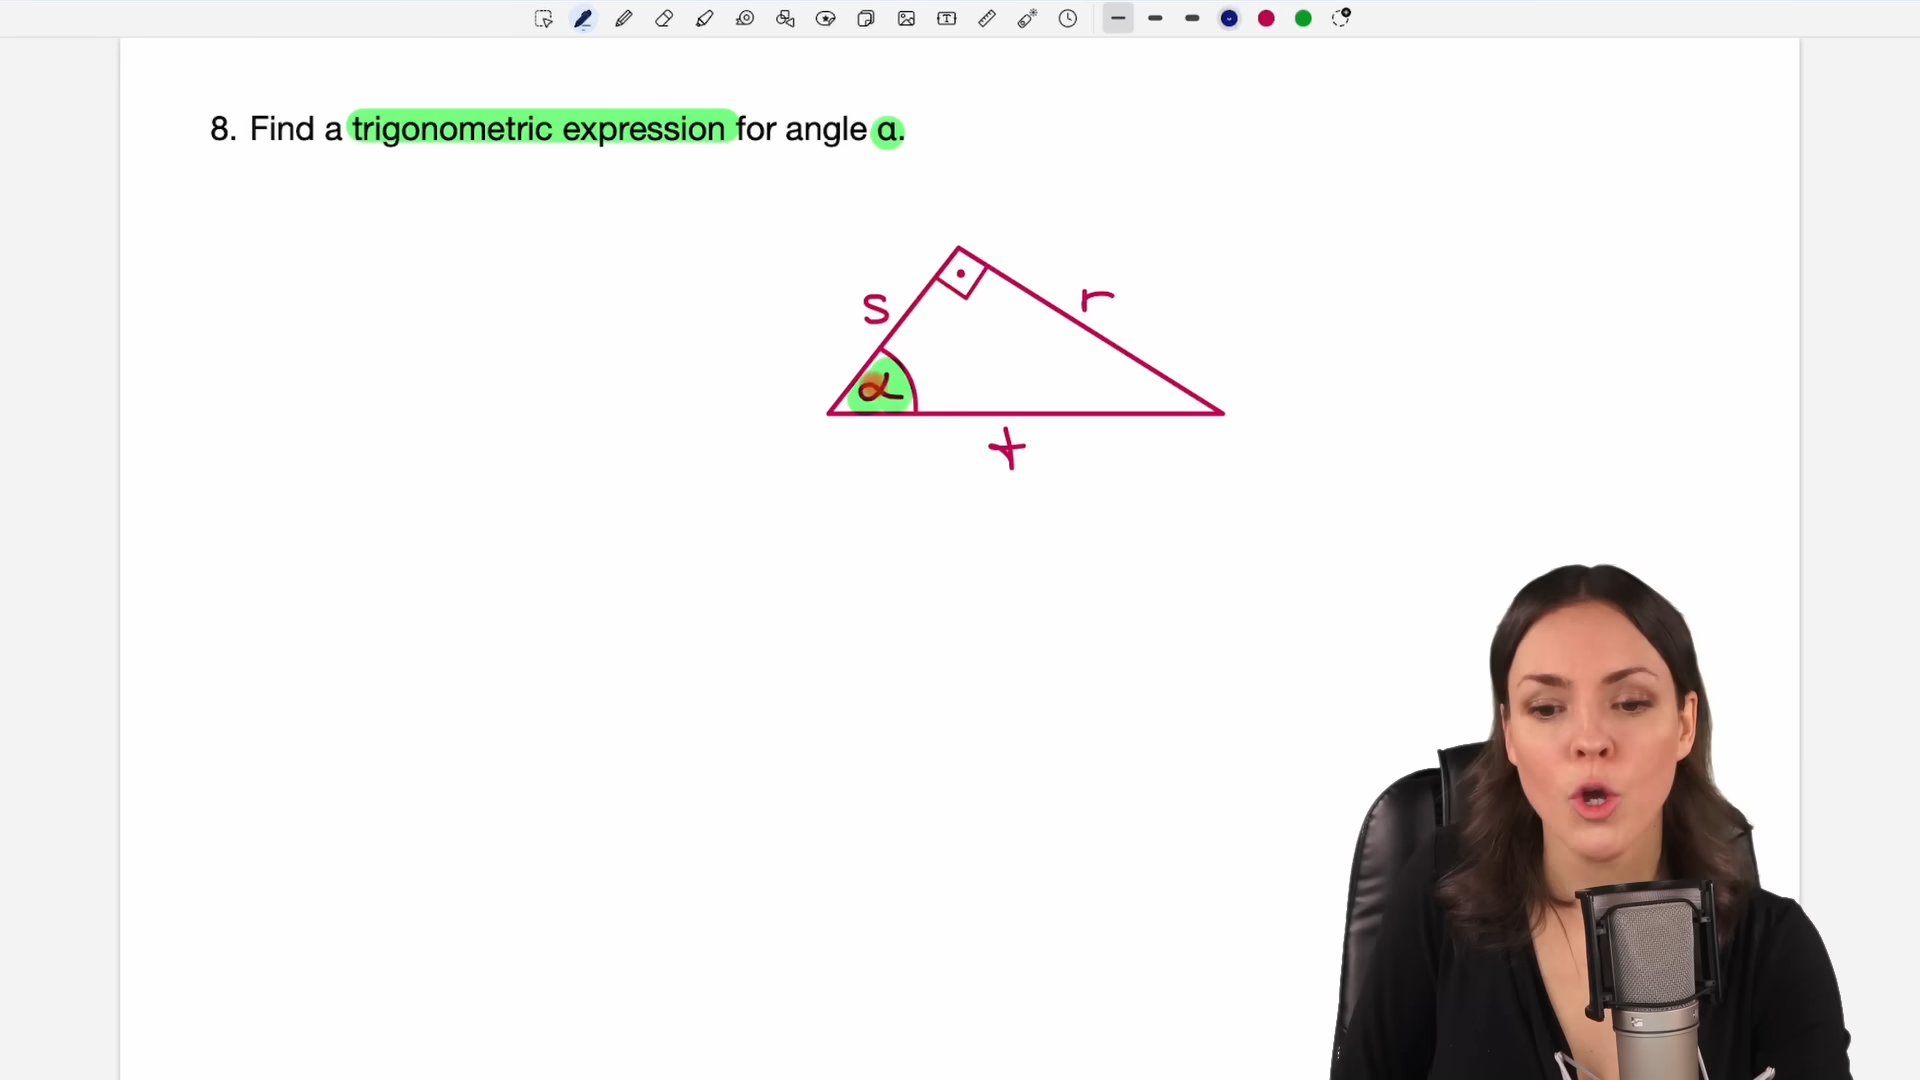 8. Find a trigonometric expression for angle α.
s
r
α
t